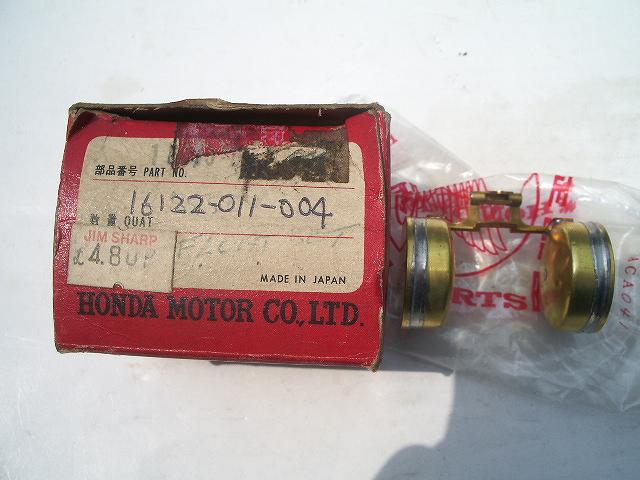 部品番号 PART NO.
16122-011-004
数量 QUAT
JIM SHARP
£4.80P
MADE IN JAPAN
HONDA MOTOR CO., LTD.
RTS